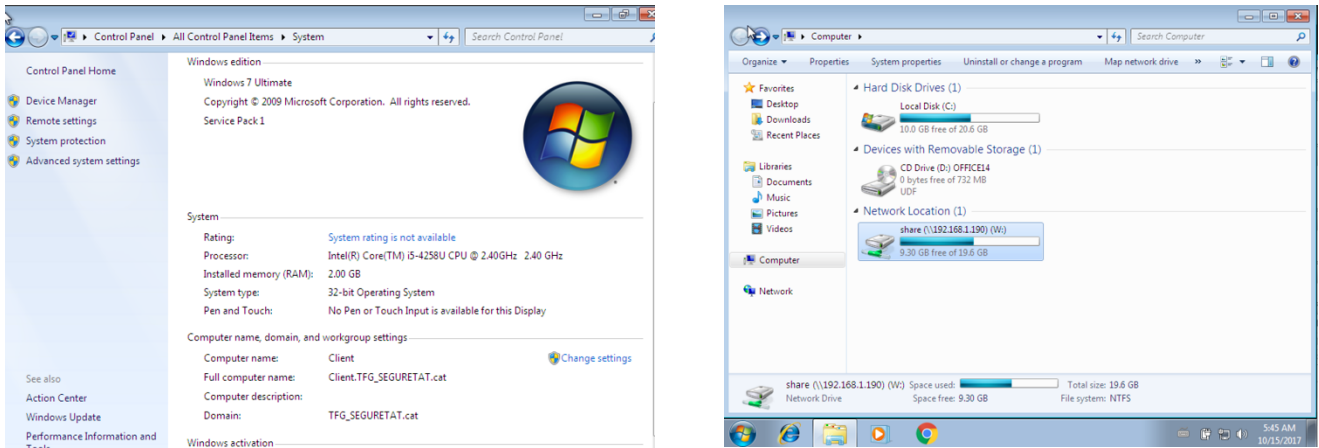 Control Panel ▸ All Control Panel Items ▸ System
Search Control Panel
Control Panel Home
Device Manager
Remote settings
System protection
Advanced system settings
See also
Action Center
Windows Update
Performance Information and
Windows edition
Windows 7 Ultimate
Copyright © 2009 Microsoft Corporation. All rights reserved.
Service Pack 1
System
Rating: System rating is not available
Processor: Intel(R) Core(TM) i5-4258U CPU @ 2.40GHz 2.40 GHz
Installed memory (RAM): 2.00 GB
System type: 32-bit Operating System
Pen and Touch: No Pen or Touch Input is available for this Display
Computer name, domain, and workgroup settings
Computer name: Client
Change settings
Full computer name: Client.TFG_SEGURETAT.cat
Computer description:
Domain: TFG_SEGURETAT.cat
Windows activation
Computer ▸
Search Computer
Organize Properties System properties Uninstall or change a program Map network drive »
Favorites
Desktop
Downloads
Recent Places
Libraries
Documents
Music
Pictures
Videos
Computer
Network
Hard Disk Drives (1)
Local Disk (C:)
10.0 GB free of 20.6 GB
Devices with Removable Storage (1)
CD Drive (D:) OFFICE14
0 bytes free of 732 MB
UDF
Network Location (1)
share (\\192.168.1.190) (W:)
9.30 GB free of 19.6 GB
share (\\192.168.1.190) (W:) Space used: Total size: 19.6 GB
Network Drive Space free: 9.30 GB File system: NTFS
5:45 AM
10/15/2017